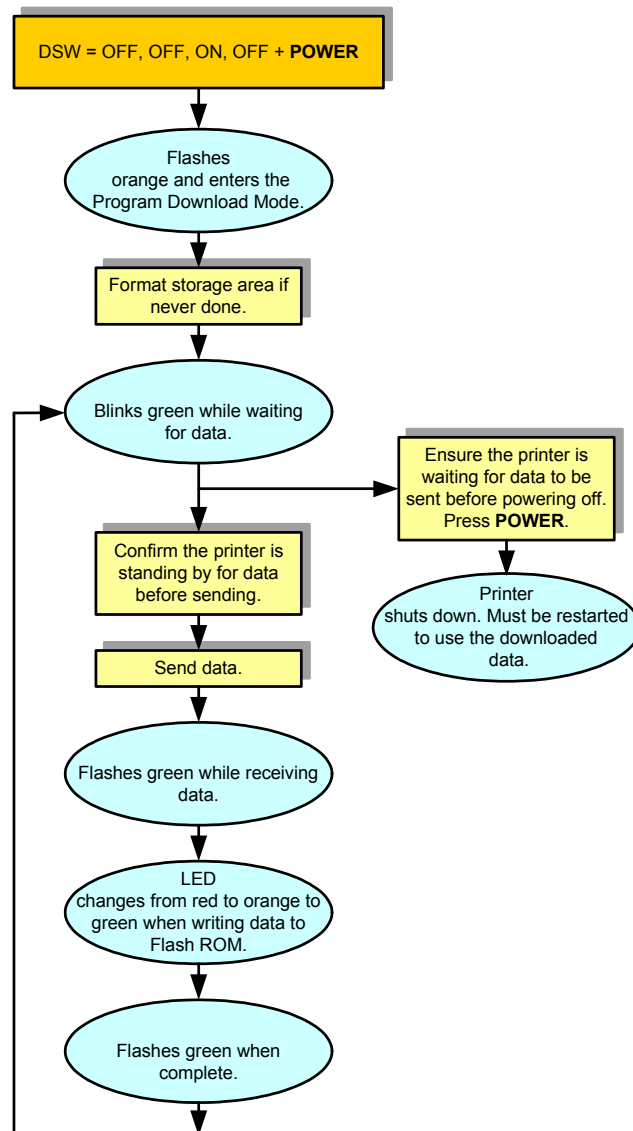 DSW = OFF, OFF, ON, OFF + POWER
Flashes
orange and enters the
Program Download Mode.
Format storage area if
never done.
Blinks green while waiting
for data.
Ensure the printer is
waiting for data to be
sent before powering off.
Press POWER.
Confirm the printer is
standing by for data
before sending.
Printer
shuts down. Must be restarted
to use the downloaded
data.
Send data.
Flashes green while receiving
data.
LED
changes from red to orange to
green when writing data to
Flash ROM.
Flashes green when
complete.